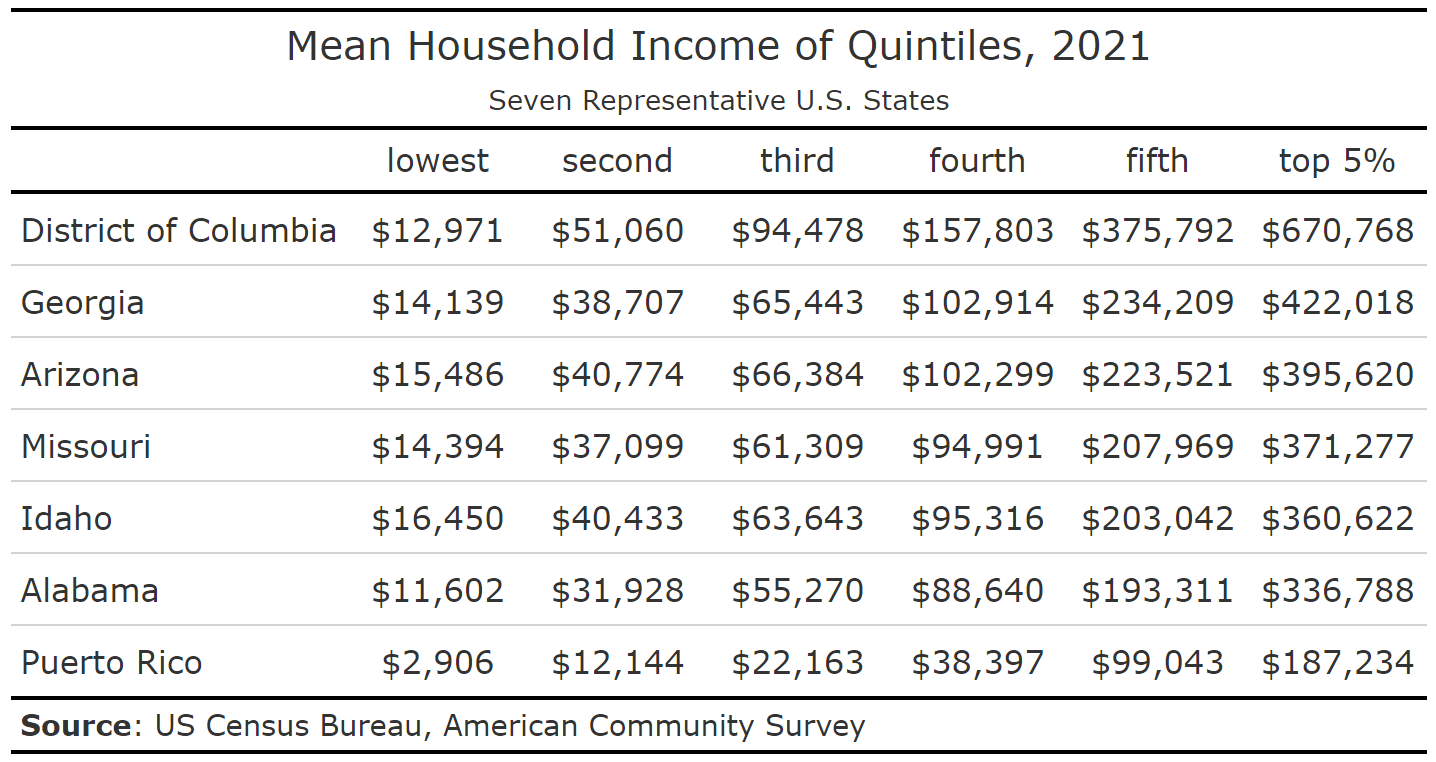 Mean Household Income of Quintiles, 2021
Seven Representative U.S. States
lowest second third fourth fifth top 5%
District of Columbia $12,971 $51,060 $94,478 $157,803 $375,792 $670,768
Georgia $14,139 $38,707 $65,443 $102,914 $234,209 $422,018
Arizona $15,486 $40,774 $66,384 $102,299 $223,521 $395,620
Missouri $14,394 $37,099 $61,309 $94,991 $207,969 $371,277
Idaho $16,450 $40,433 $63,643 $95,316 $203,042 $360,622
Alabama $11,602 $31,928 $55,270 $88,640 $193,311 $336,788
Puerto Rico $2,906 $12,144 $22,163 $38,397 $99,043 $187,234
Source: US Census Bureau, American Community Survey